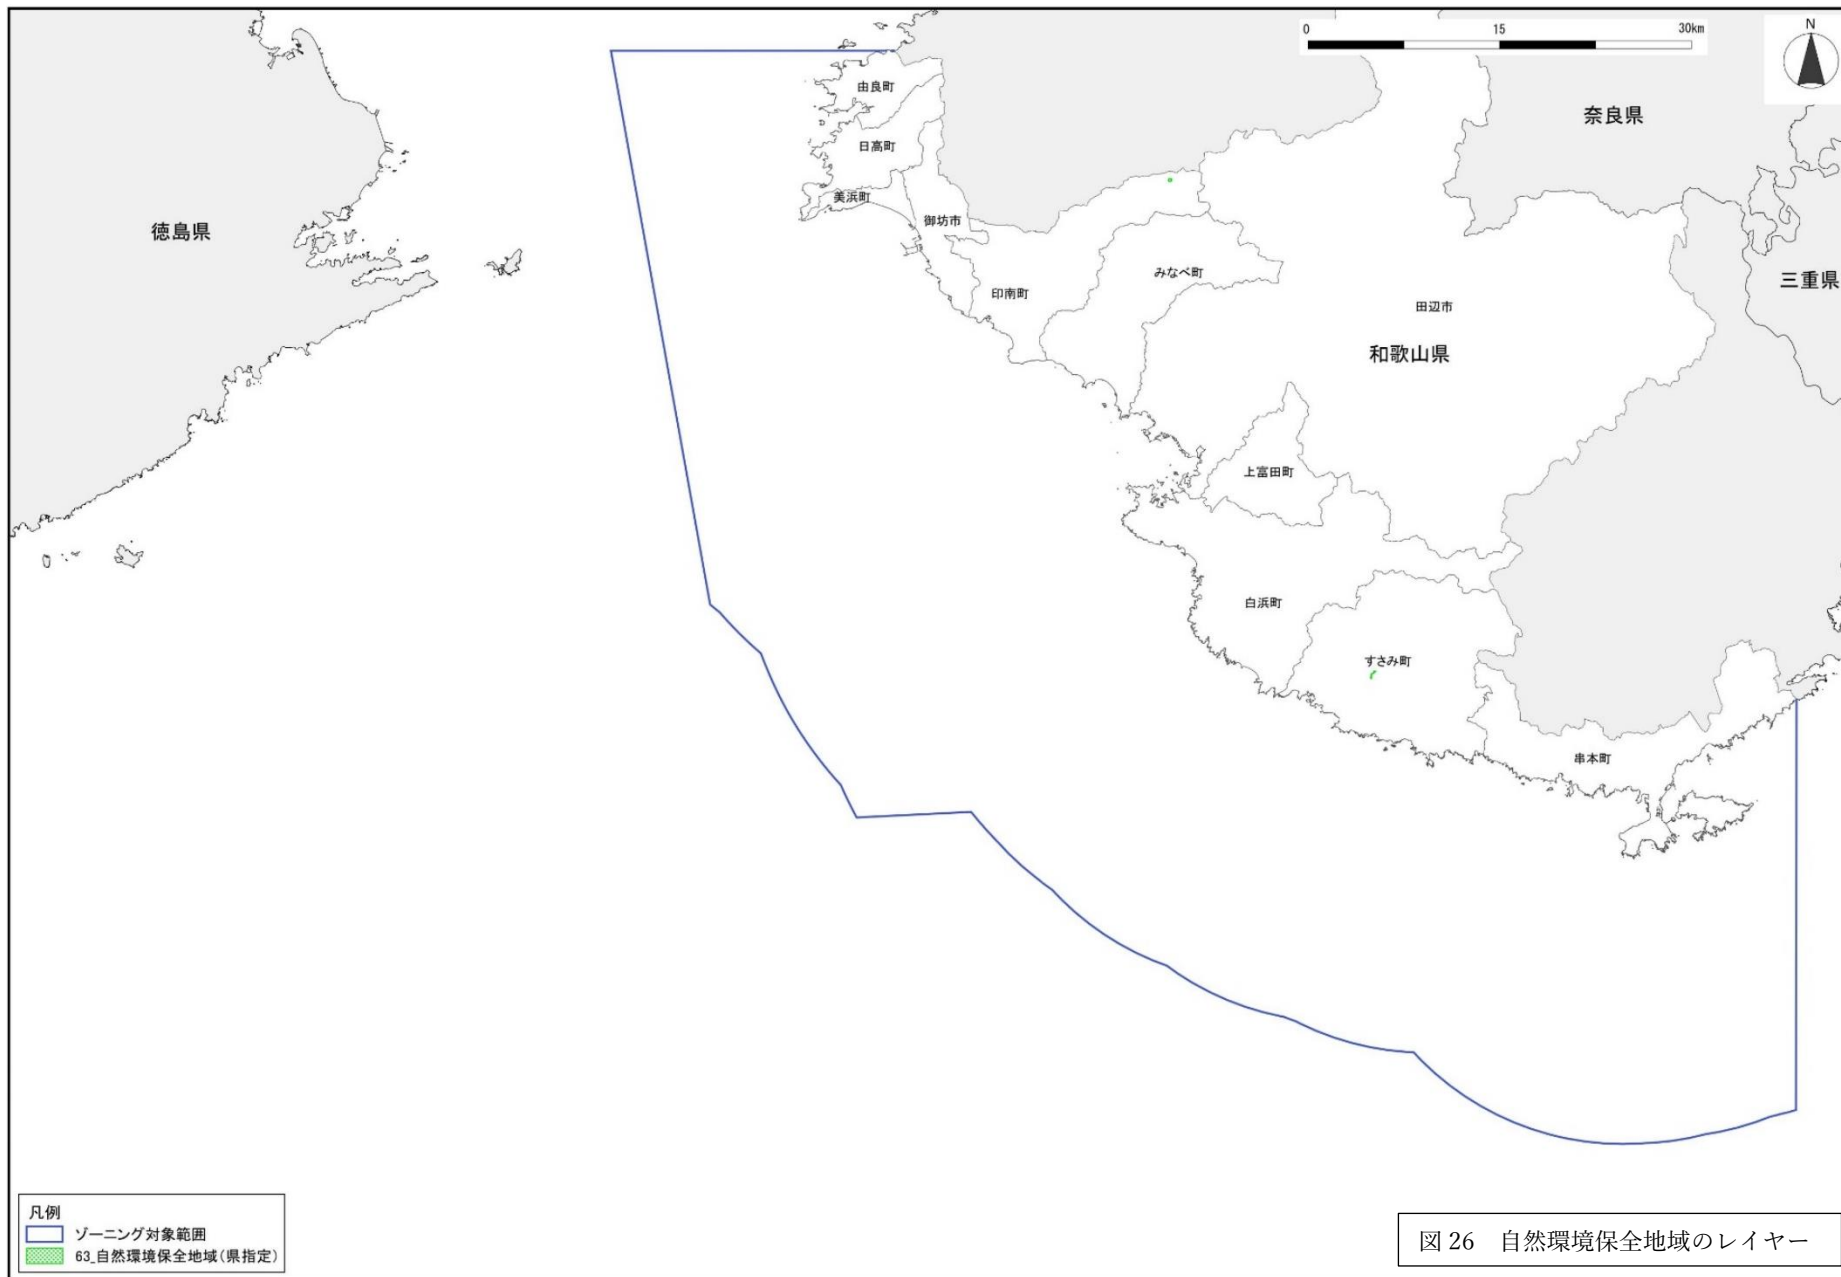 0 15 30km
N
由良町
奈良県
日高町
美浜町
御坊市
徳島県
みなべ町
三重県
印南町
田辺市
和歌山県
上富田町
白浜町
すさみ町
串本町
凡例
ゾーニング対象範囲
63_自然環境保全地域(県指定)
図 26 自然環境保全地域のレイヤー